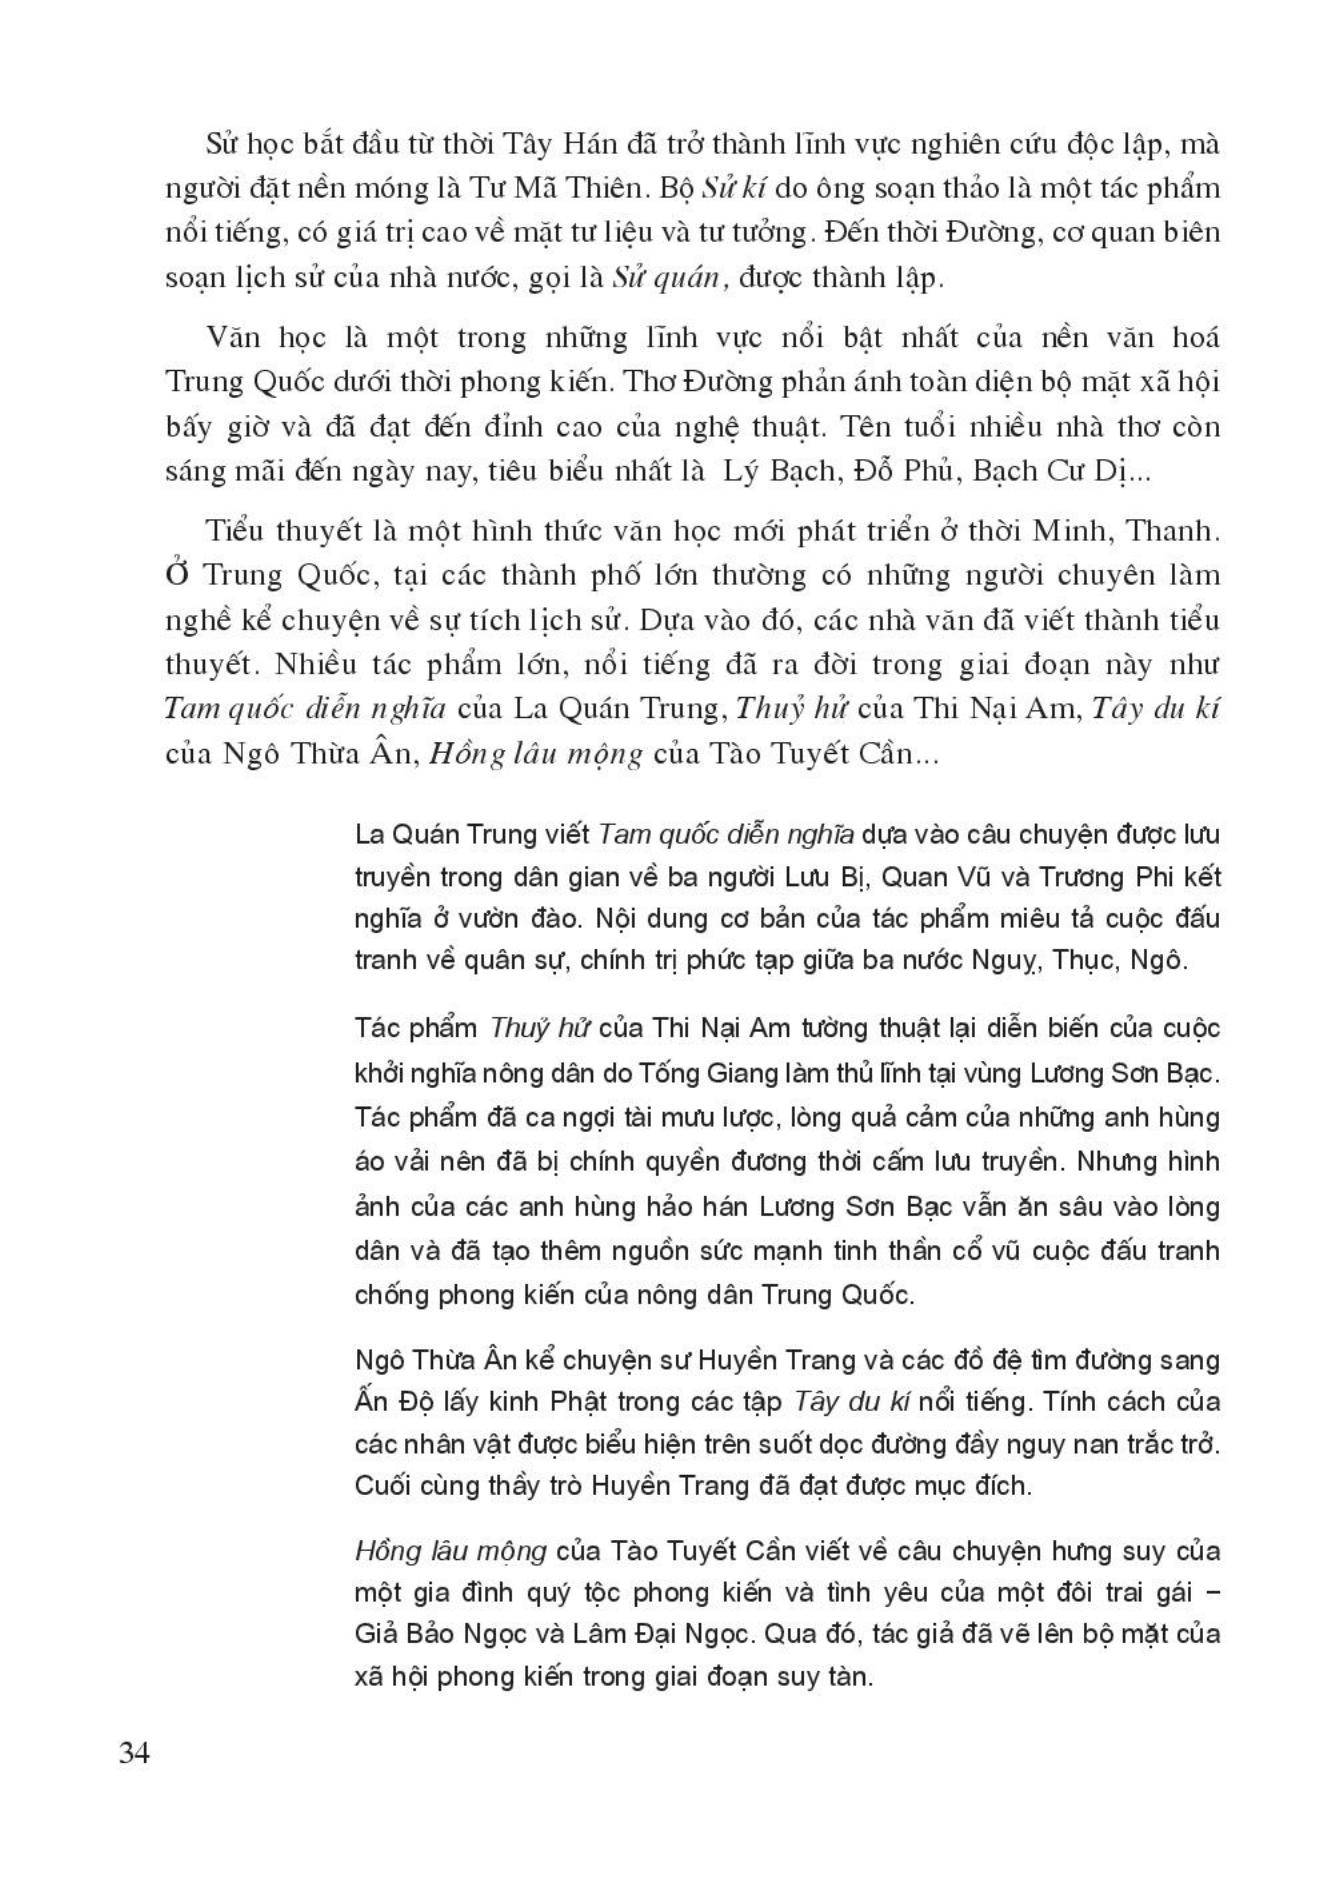 Sử học bắt đầu từ thời Tây Hán đã trở thành lĩnh vực nghiên cứu độc lập, mà
người đặt nền móng là Tư Mã Thiên. Bộ Sử kí do ông soạn thảo là một tác phẩm
nổi tiếng, có giá trị cao về mặt tư liệu và tư tưởng. Đến thời Đường, cơ quan biên
soạn lịch sử của nhà nước, gọi là Sử quán, được thành lập.
Văn học là một trong những lĩnh vực nổi bật nhất của nền văn hoá
Trung Quốc dưới thời phong kiến. Thơ Đường phản ánh toàn diện bộ mặt xã hội
bấy giờ và đã đạt đến đỉnh cao của nghệ thuật. Tên tuổi nhiều nhà thơ còn
sáng mãi đến ngày nay, tiêu biểu nhất là Lý Bạch, Đỗ Phủ, Bạch Cư Dị...
Tiểu thuyết là một hình thức văn học mới phát triển ở thời Minh, Thanh.
Ở Trung Quốc, tại các thành phố lớn thường có những người chuyên làm
nghề kể chuyện về sự tích lịch sử. Dựa vào đó, các nhà văn đã viết thành tiểu
thuyết. Nhiều tác phẩm lớn, nổi tiếng đã ra đời trong giai đoạn này như
Tam quốc diễn nghĩa của La Quán Trung, Thuỷ hử của Thi Nại Am, Tây du kí
của Ngô Thừa Ân, Hồng lâu mộng của Tào Tuyết Cần...
La Quán Trung viết Tam quốc diễn nghĩa dựa vào câu chuyện được lưu
truyền trong dân gian về ba người Lưu Bị, Quan Vũ và Trương Phi kết
nghĩa ở vườn đào. Nội dung cơ bản của tác phẩm miêu tả cuộc đấu
tranh về quân sự, chính trị phức tạp giữa ba nước Nguỵ, Thục, Ngô.
Tác phẩm Thuỷ hử của Thi Nại Am tường thuật lại diễn biến của cuộc
khởi nghĩa nông dân do Tống Giang làm thủ lĩnh tại vùng Lương Sơn Bạc.
Tác phẩm đã ca ngợi tài mưu lược, lòng quả cảm của những anh hùng
áo vải nên đã bị chính quyền đương thời cấm lưu truyền. Nhưng hình
ảnh của các anh hùng hảo hán Lương Sơn Bạc vẫn ăn sâu vào lòng
dân và đã tạo thêm nguồn sức mạnh tinh thần cổ vũ cuộc đấu tranh
chống phong kiến của nông dân Trung Quốc.
Ngô Thừa Ân kể chuyện sư Huyền Trang và các đồ đệ tìm đường sang
Ấn Độ lấy kinh Phật trong các tập Tây du kí nổi tiếng. Tính cách của
các nhân vật được biểu hiện trên suốt dọc đường đầy nguy nan trắc trở.
Cuối cùng thầy trò Huyền Trang đã đạt được mục đích.
Hồng lâu mộng của Tào Tuyết Cần viết về câu chuyện hưng suy của
một gia đình quý tộc phong kiến và tình yêu của một đôi trai gái –
Giả Bảo Ngọc và Lâm Đại Ngọc. Qua đó, tác giả đã vẽ lên bộ mặt của
xã hội phong kiến trong giai đoạn suy tàn.
34